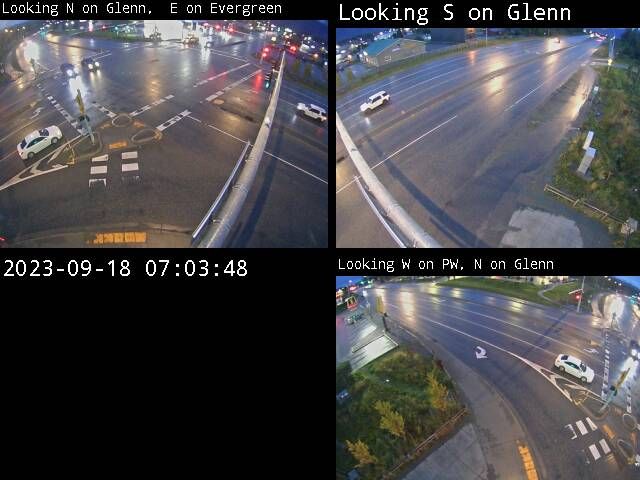 Looking N on Glenn,  E on Evergreen
Looking S on Glenn
2023-09-18 07:03:48
Looking W on PW, N on Glenn